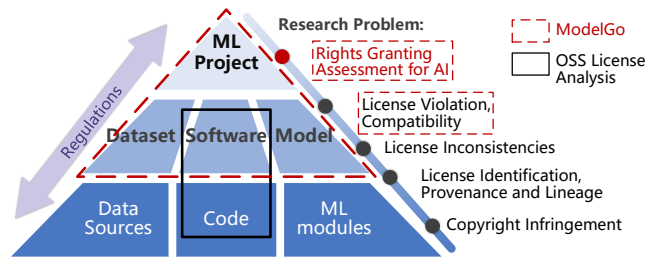 Research Problem:
ML
Project
Rights Granting
Assessment for AI
ModelGo
OSS License
Analysis
Regulations
License Violation,
Compatibility
Dataset
Software
Model
License Inconsistencies
License Identification,
Provenance and Lineage
Data
Sources
Code
ML
modules
Copyright Infringement